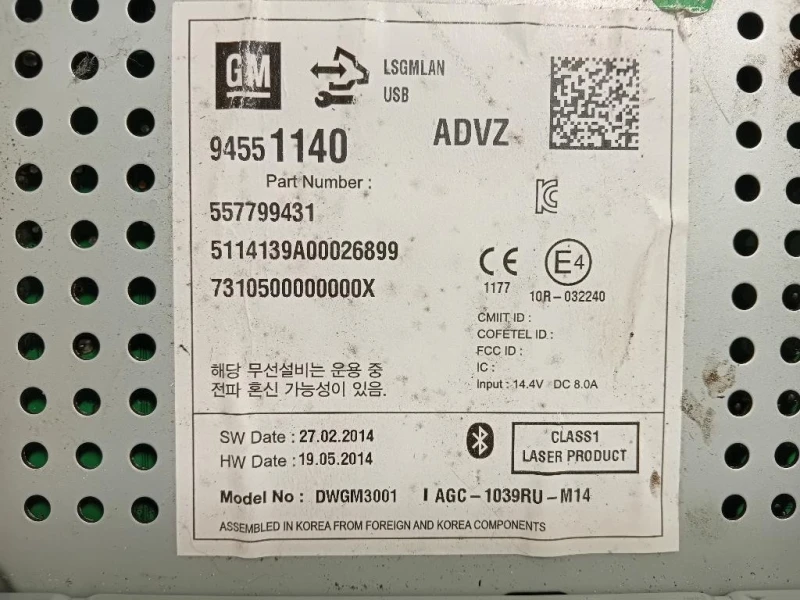 GM
LSGMLAN
USB
ADVZ
94551140
Part Number :
557799431
5114139A00026899
7310500000000X
CE
1177
E4
10R-032240
CMIIT ID :
COFETEL ID :
FCC ID :
IC :
Input : 14.4V DC 8.0A
해당 무선설비는 운용 중
전파 혼신 가능성이 있음.
SW Date : 27.02.2014
HW Date : 19.05.2014
CLASS1
LASER PRODUCT
Model No : DWGM3001 I AGC-1039RU-M14
ASSEMBLED IN KOREA FROM FOREIGN AND KOREA COMPONENTS